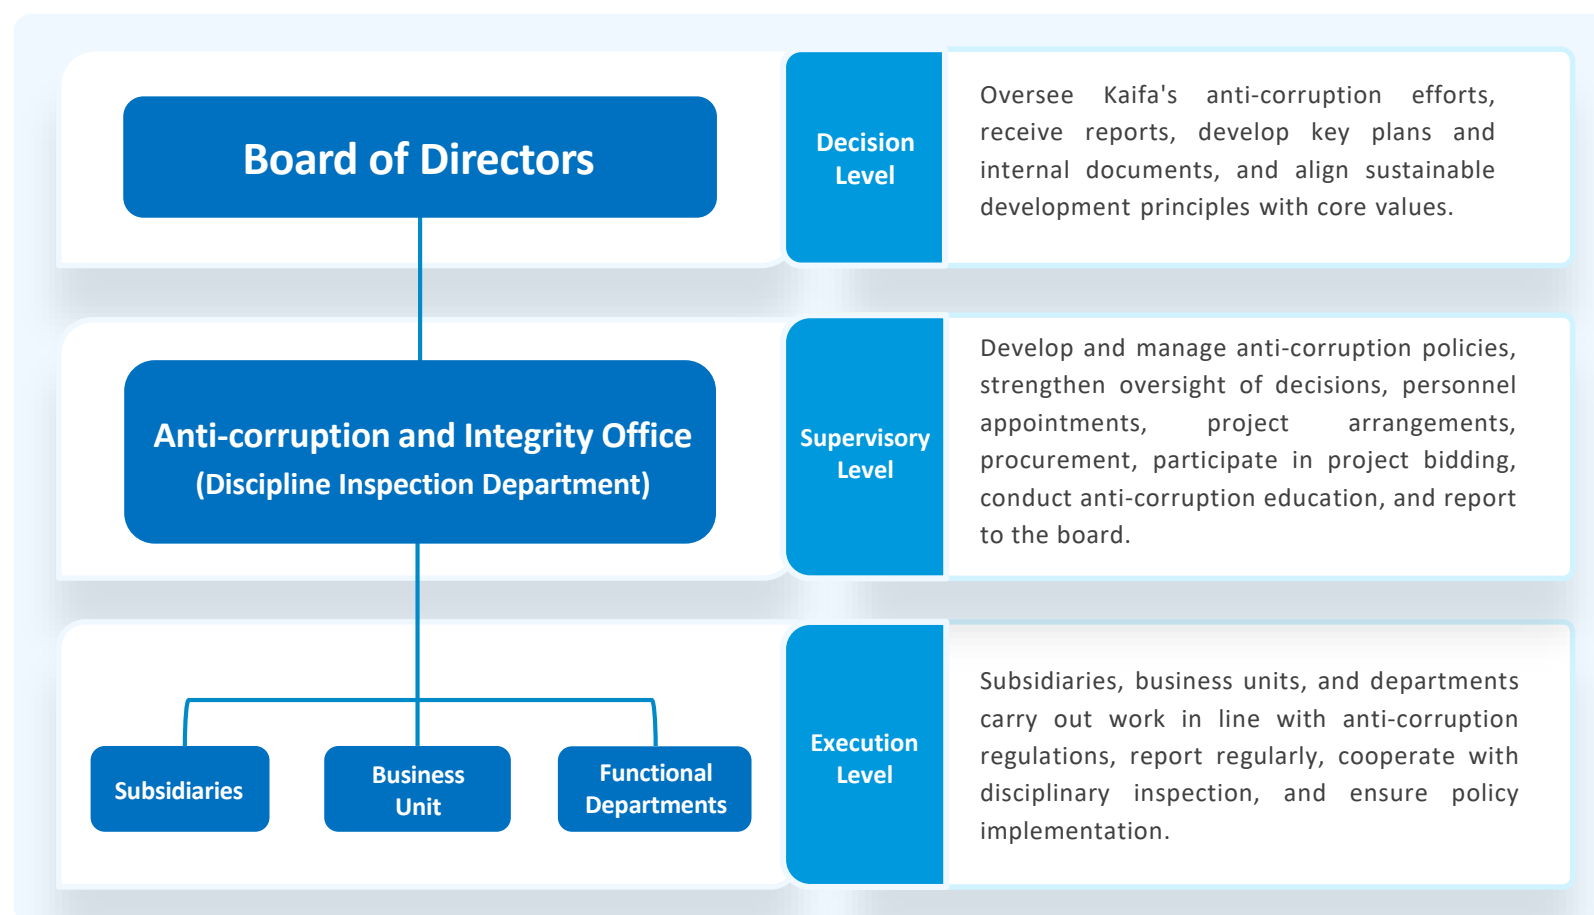 Board of Directors
Decision
Level
Oversee Kaifa's anti-corruption efforts,
receive reports, develop key plans and
internal documents, and align sustainable
development principles with core values.
Anti-corruption and Integrity Office
(Discipline Inspection Department)
Supervisory
Level
Develop and manage anti-corruption policies,
strengthen oversight of decisions, personnel
appointments, project arrangements,
procurement, participate in project bidding,
conduct anti-corruption education, and report
to the board.
Subsidiaries
Business
Unit
Functional
Departments
Execution
Level
Subsidiaries, business units, and departments
carry out work in line with anti-corruption
regulations, report regularly, cooperate with
disciplinary inspection, and ensure policy
implementation.